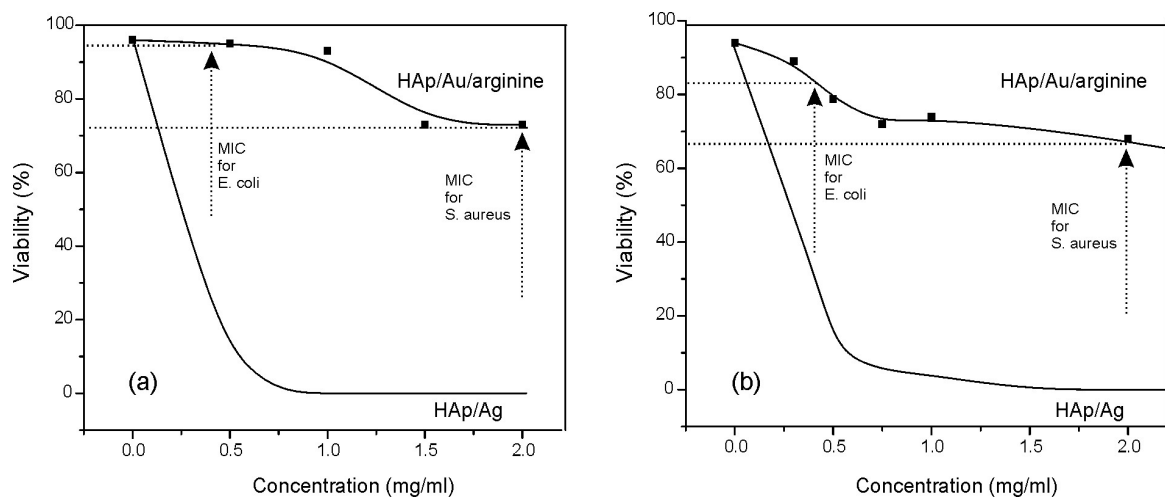 100
80
60
40
20
0
Viability (%)
HAp/Au/arginine
MIC
for
E. coli
MIC
for
S. aureus
(a)
HAp/Ag
0.0 0.5 1.0 1.5 2.0
Concentration (mg/ml)
100
80
60
40
20
0
Viability (%)
HAp/Au/arginine
MIC
for
E. coli
MIC
for
S. aureus
(b)
HAp/Ag
0.0 0.5 1.0 1.5 2.0
Concentration (mg/ml)